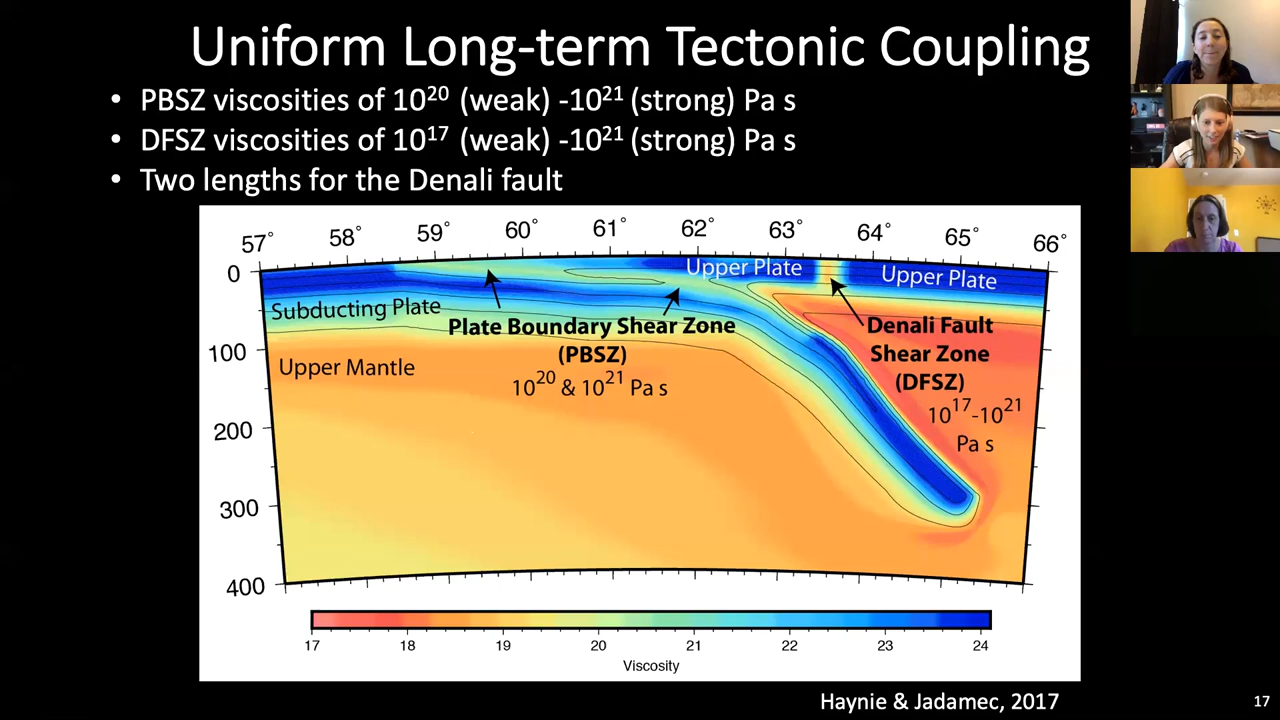 Uniform Long-term Tectonic Coupling
• PBSZ viscosities of 10²⁰ (weak) -10²¹ (strong) Pa s
• DFSZ viscosities of 10¹⁷ (weak) -10²¹ (strong) Pa s
• Two lengths for the Denali fault
57° 58° 59° 60° 61° 62° 63° 64° 65° 66°
0
100
200
300
400
Upper Plate
Upper Plate
Subducting Plate
Plate Boundary Shear Zone
(PBSZ)
10²⁰ & 10²¹ Pa s
Upper Mantle
Denali Fault
Shear Zone
(DFSZ)
10¹⁷-10²¹
Pa s
17 18 19 20 21 22 23 24
Viscosity
Haynie & Jadamec, 2017
17